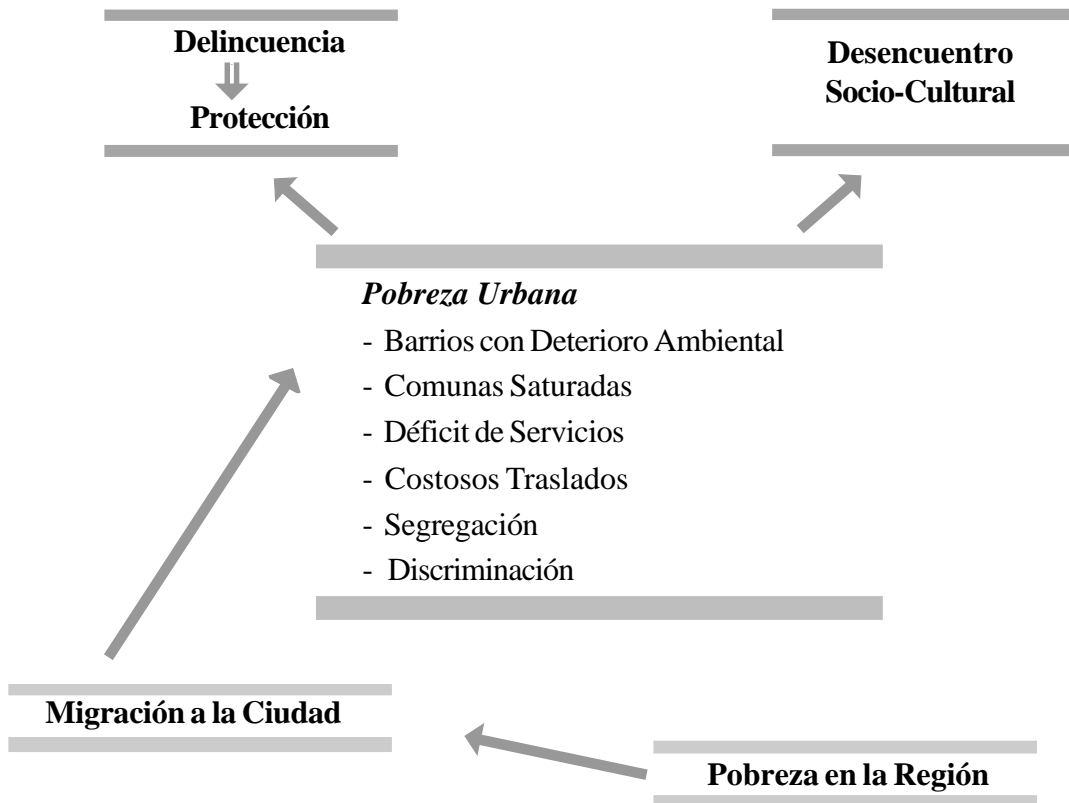 Delincuencia
Protección
Desencuentro
Socio-Cultural
Pobreza Urbana
- Barrios con Deterioro Ambiental
- Comunas Saturadas
- Déficit de Servicios
- Costosos Traslados
- Segregación
- Discriminación
Migración a la Ciudad
Pobreza en la Región